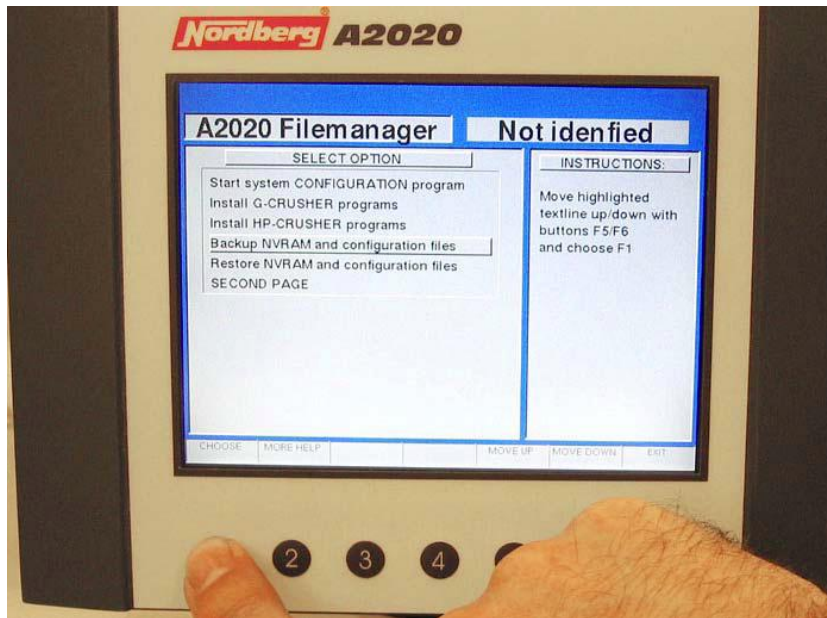 Nordberg A2020
A2020 Filemanager
Not idenfied
SELECT OPTION
Start system CONFIGURATION program
Install G-CRUSHER programs
Install HP-CRUSHER programs
Backup NVRAM and configuration files
Restore NVRAM and configuration files
SECOND PAGE
INSTRUCTIONS:
Move highlighted
textline up/down with
buttons F5/F6
and choose F1
CHOOSE MORE HELP MOVE UP MOVE DOWN EXIT
2 3 4